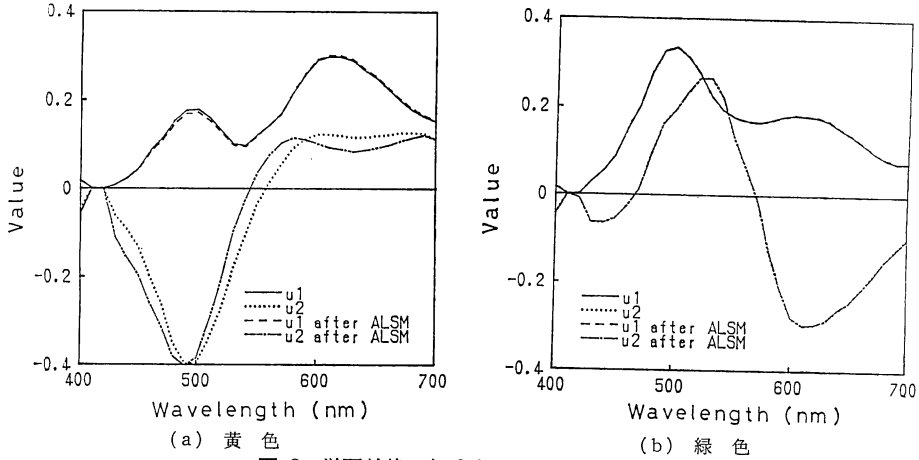 0.4
0.2
0
-0.2
-0.4
Value
u1
u2
u1 after ALSM
u2 after ALSM
400 500 600 700
Wavelength (nm)
(a) 黄 色
0.4
0.2
0
-0.2
-0.4
Value
u1
u2
u1 after ALSM
u2 after ALSM
400 500 600 700
Wavelength (nm)
(b) 緑 色